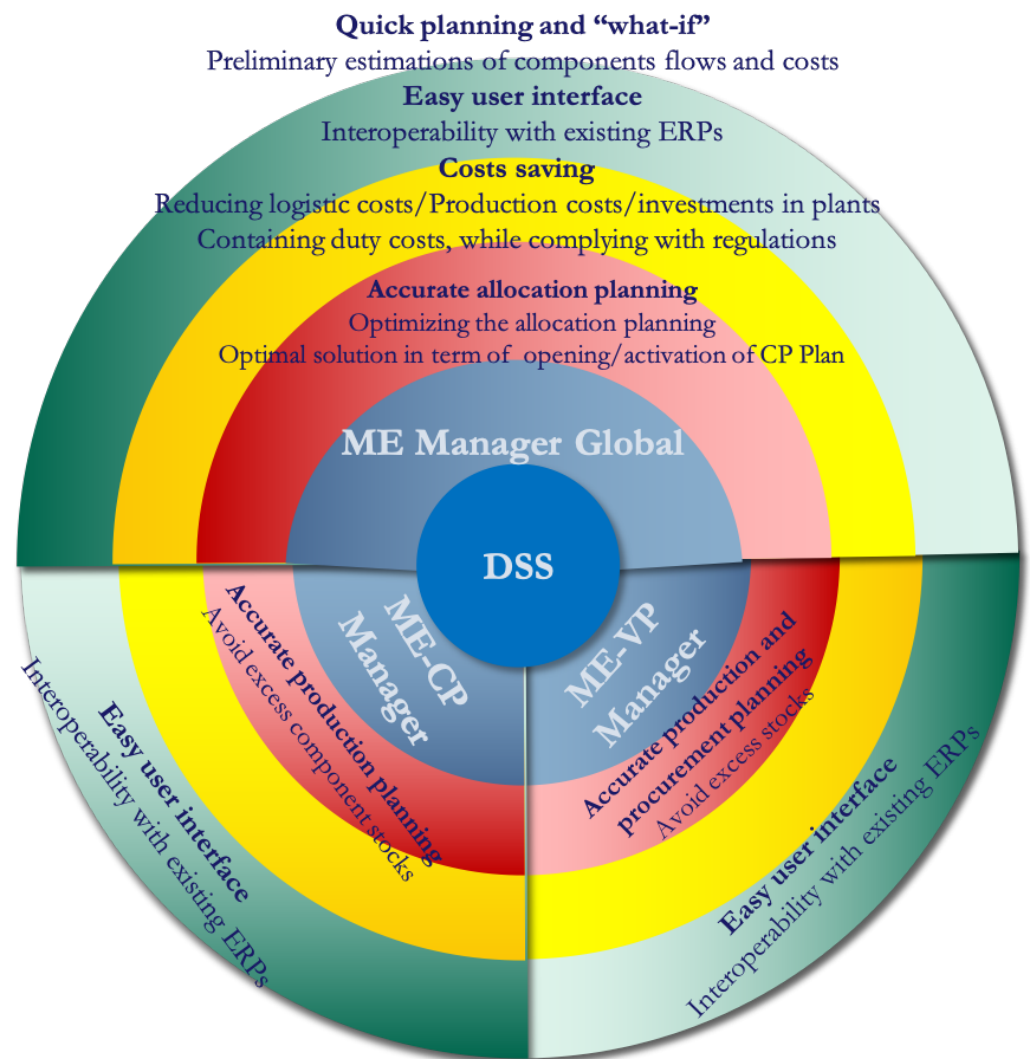 Quick planning and “what-if”
Preliminary estimations of components flows and costs
Easy user interface
Interoperability with existing ERPs
Costs saving
Reducing logistic costs/Production costs/investments in plants
Containing duty costs, while complying with regulations
Accurate allocation planning
Optimizing the allocation planning
Optimal solution in term of opening/activation of CP Plan
ME Manager Global
DSS
ME-CP
Manager
Accurate production planning
Avoid excess component stocks
Easy user interface
Interoperability with existing ERPs
ME-VP
Manager
Accurate production and
procurement planning
Avoid excess stocks
Easy user interface
Interoperability with existing ERPs